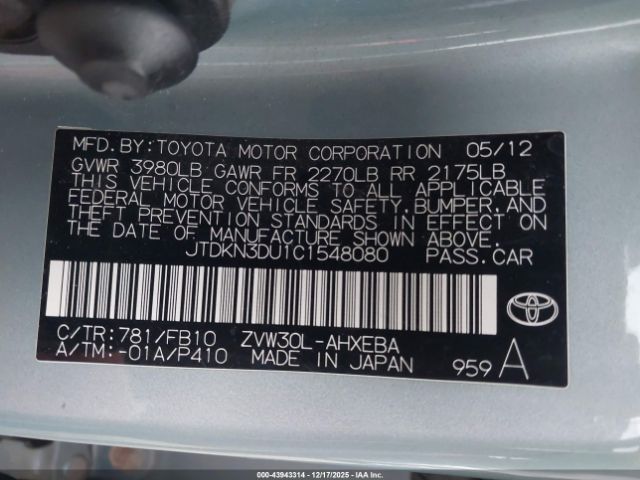 MFD. BY: TOYOTA MOTOR CORPORATION 05/12
GVWR 3980LB GAWR FR 2270LB RR 2175LB
THIS VEHICLE CONFORMS TO ALL APPLICABLE
FEDERAL MOTOR VEHICLE SAFETY, BUMPER, AND
THEFT PREVENTION STANDARDS IN EFFECT ON
THE DATE OF MANUFACTURE SHOWN ABOVE.
JTDKN3DU1C1548080 PASS. CAR
C/TR: 781/FB10 ZVW30L-AHXEBA
A/TM: -01A/P410 MADE IN JAPAN 959 A
000-43943314 - 12/17/2025 - IAAI.COM